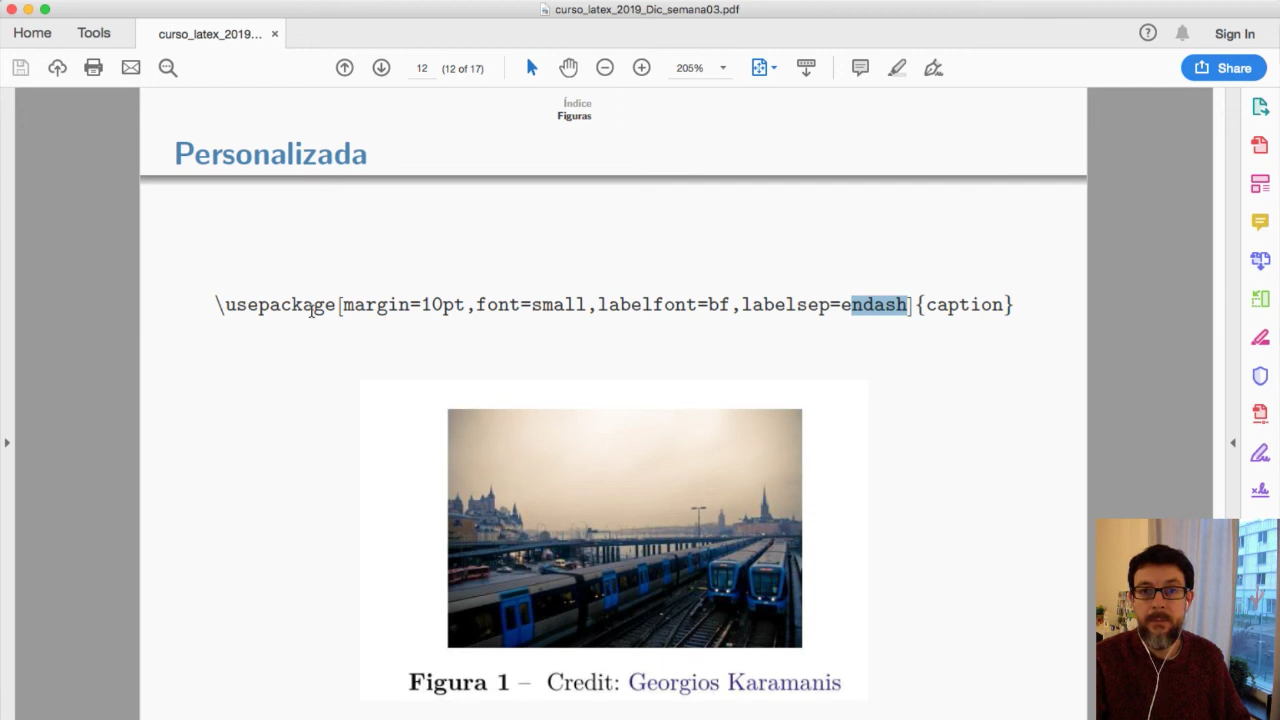 curso_latex_2019_Dic_semana03.pdf
Home Tools curso_latex_2019... × ? Sign In
12 (12 of 17) 205% Share
Índice
Figuras
Personalizada
\usepackage[margin=10pt,font=small,labelfont=bf,labelsep=endash]{caption}
Figura 1 – Credit: Georgios Karamanis